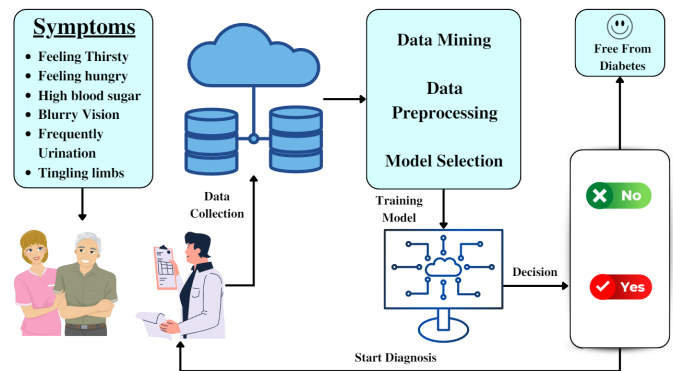 Symptoms
• Feeling Thirsty
• Feeling hungry
• High blood sugar
• Blurry Vision
• Frequently
Urination
• Tingling limbs
Data
Collection
Data Mining
Data
Preprocessing
Model Selection
Training
Model
Decision
Free From
Diabetes
No
Yes
Start Diagnosis